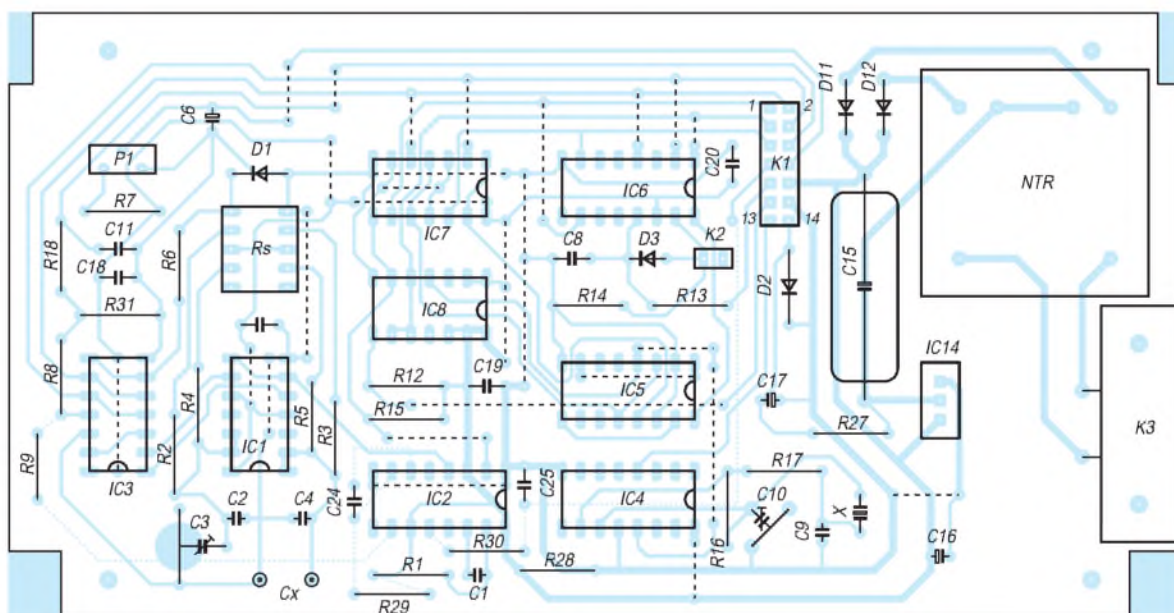 D11
D12
C6
1
2
P1
D1
C20
K1
NTR
IC7
IC6
R7
C11
R18
C18
R6
Rs
13
14
C8
D3
K2
D2
C15
R31
IC8
R14
R13
R8
R4
R5
R3
C19
R12
IC5
C17
IC14
R15
R27
K3
R9
R2
IC3
IC1
IC2
C25
IC4
R17
C10
X
C2
C4
C24
C3
R30
R16
C9
C16
Cx
R1
C1
R28
R29